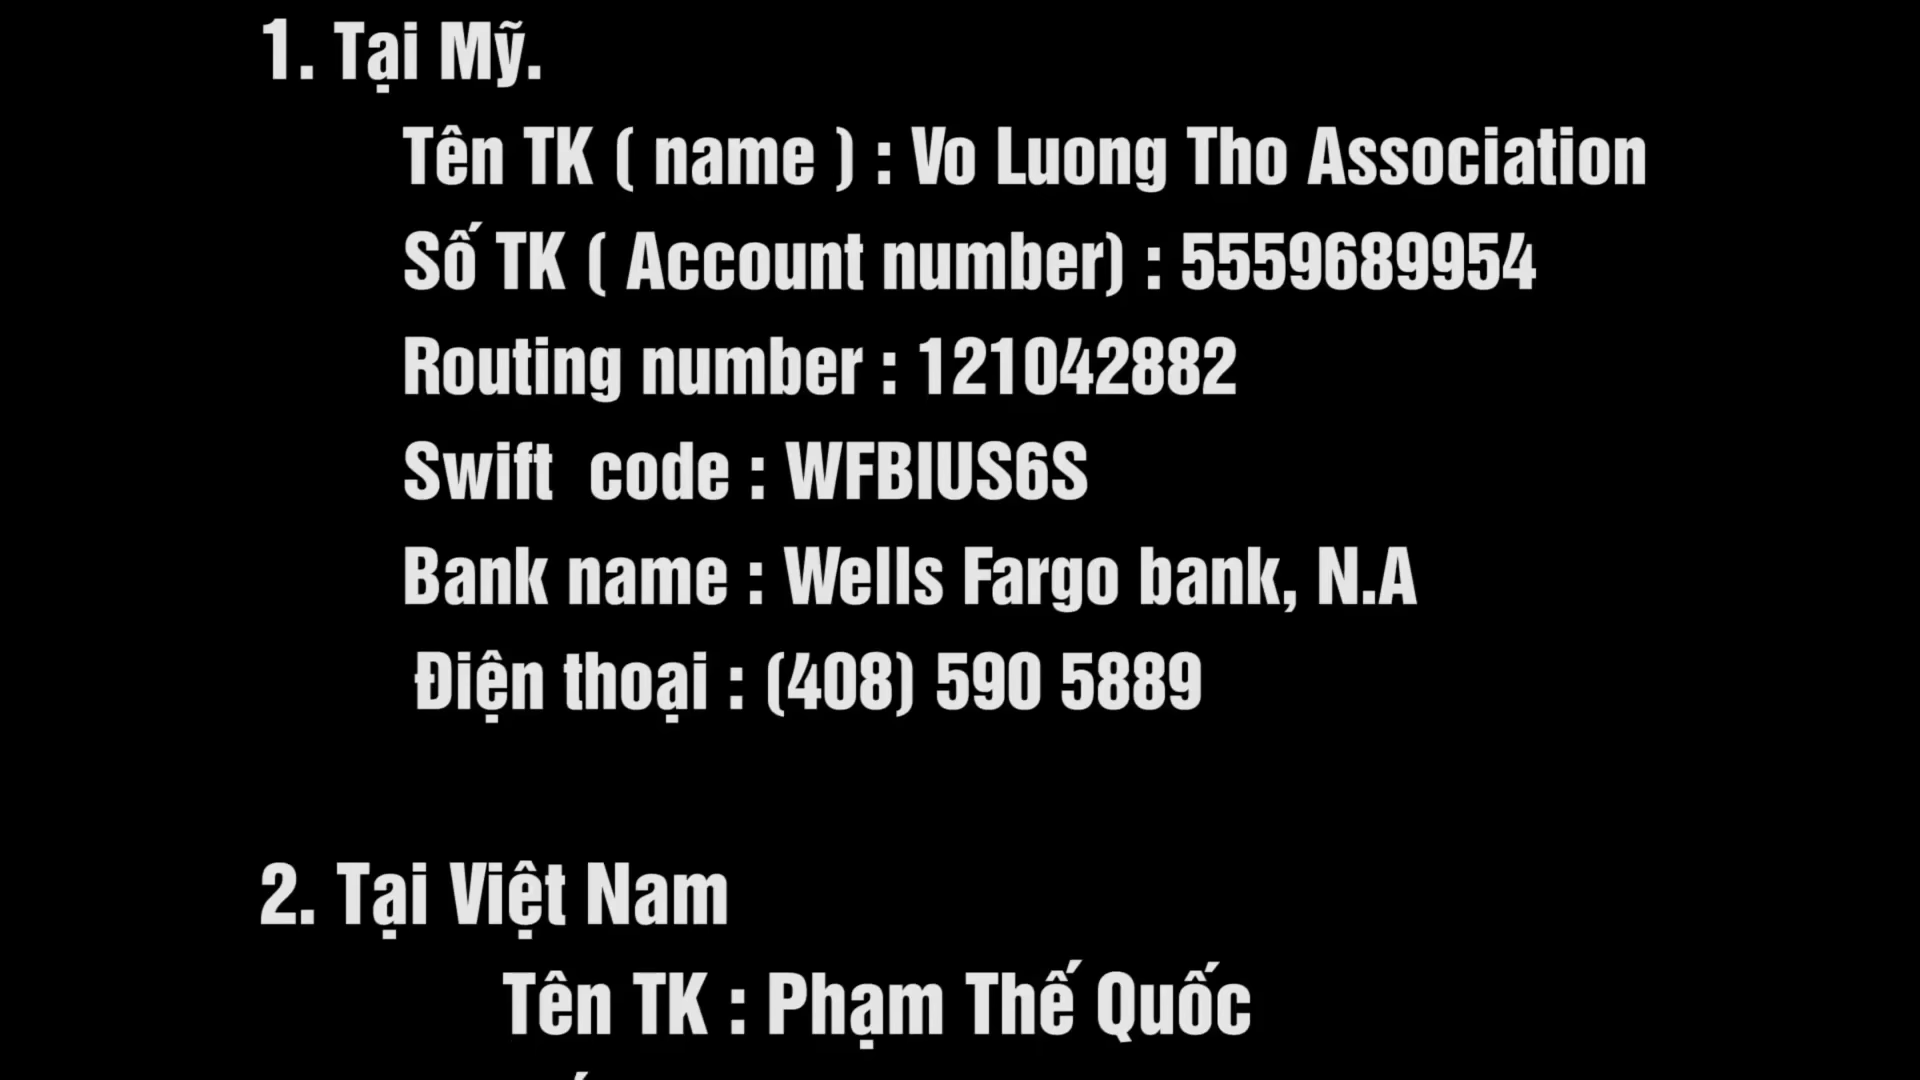 1. Tại Mỹ.
Tên TK ( name ) : Vo Luong Tho Association
Số TK ( Account number) : 5559689954
Routing number : 121042882
Swift code : WFBIUS6S
Bank name : Wells Fargo bank, N.A
Điện thoại : (408) 590 5889
2. Tại Việt Nam
Tên TK : Phạm Thế Quốc